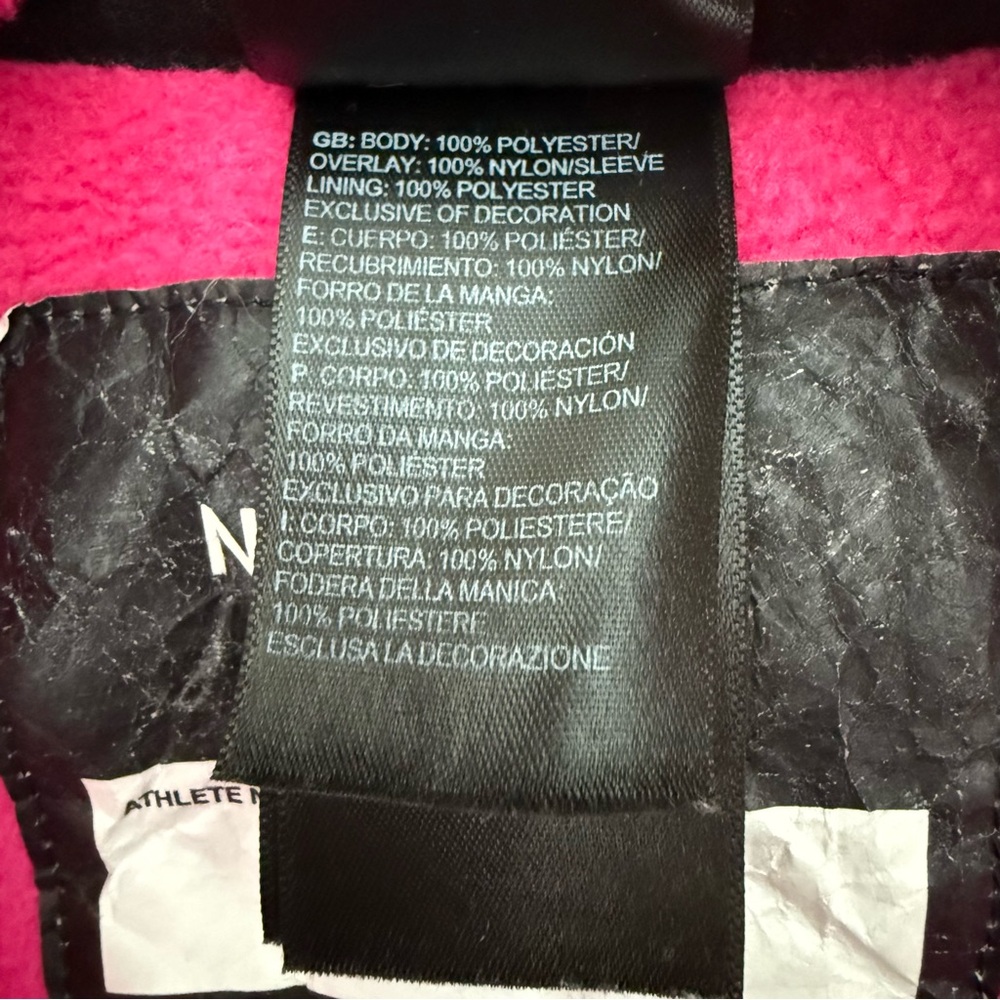 GB: BODY: 100% POLYESTER/
OVERLAY: 100% NYLON/SLEEVE
LINING: 100% POLYESTER
EXCLUSIVE OF DECORATION
E: CUERPO: 100% POLIÉSTER/
RECUBRIMIENTO: 100% NYLON/
FORRO DE LA MANGA:
100% POLIÉSTER
EXCLUSIVO DE DECORACIÓN
P. CORPO: 100% POLIÉSTER/
REVESTIMENTO: 100% NYLON/
FORRO DA MANGA:
100% POLIÉSTER
EXCLUSIVO PARA DECORAÇÃO
I. CORPO: 100% POLIESTERE/
COPERTURA: 100% NYLON/
FODERA DELLA MANICA
100% POLIESTERE
ESCLUSA LA DECORAZIONE
N
ATHLETE N